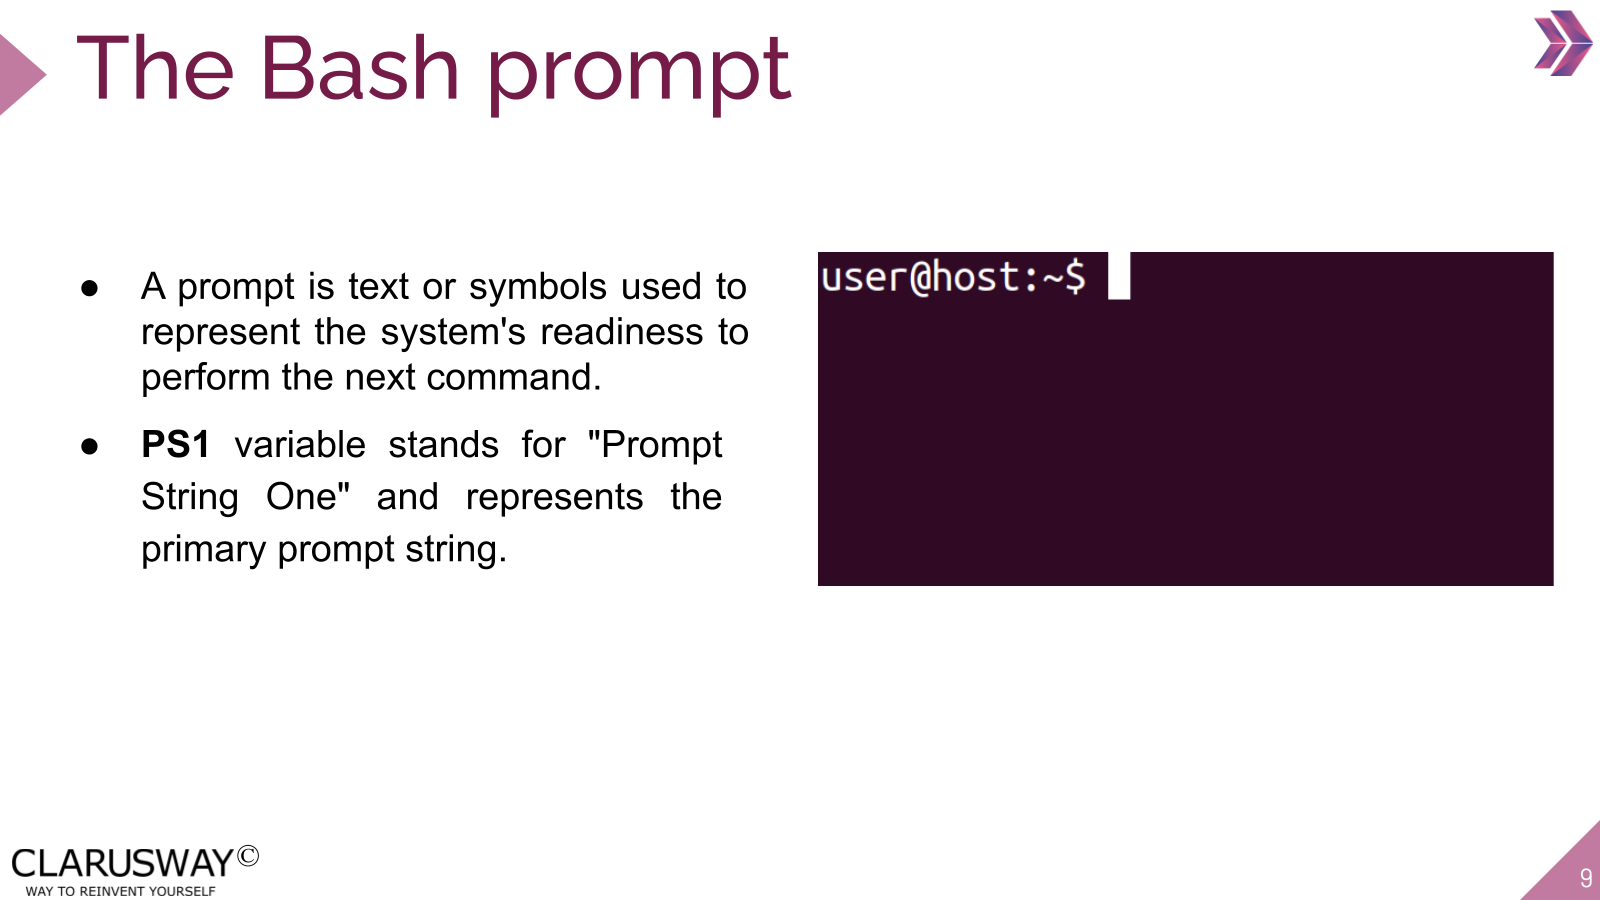 The Bash prompt
● A prompt is text or symbols used to
represent the system's readiness to
perform the next command.
● PS1 variable stands for "Prompt
String One" and represents the
primary prompt string.
user@host:~$
CLARUSWAY©
WAY TO REINVENT YOURSELF
9